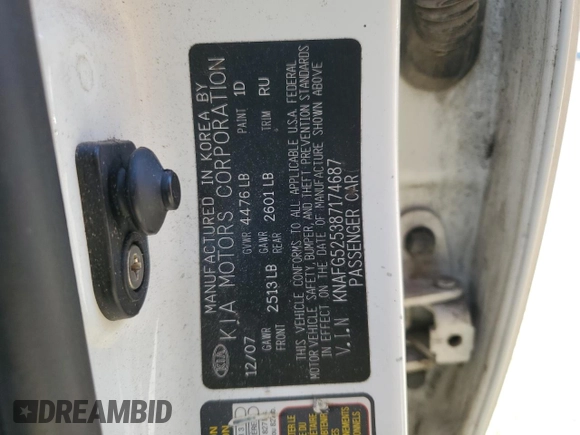 MANUFACTURED IN KOREA BY
KIA MOTORS CORPORATION
KIA
12/07 GVWR 4476 LB PAINT 1D
GAWR FRONT 2513 LB GAWR REAR 2601 LB TRIM RU
THIS VEHICLE CONFORMS TO ALL APPLICABLE U.S.A. FEDERAL
MOTOR VEHICLE SAFETY, BUMPER, AND THEFT PREVENTION STANDARDS
IN EFFECT ON THE DATE OF MANUFACTURE SHOWN ABOVE
V.I.N KNAFG525387174687
PASSENGER CAR
DREAMBID